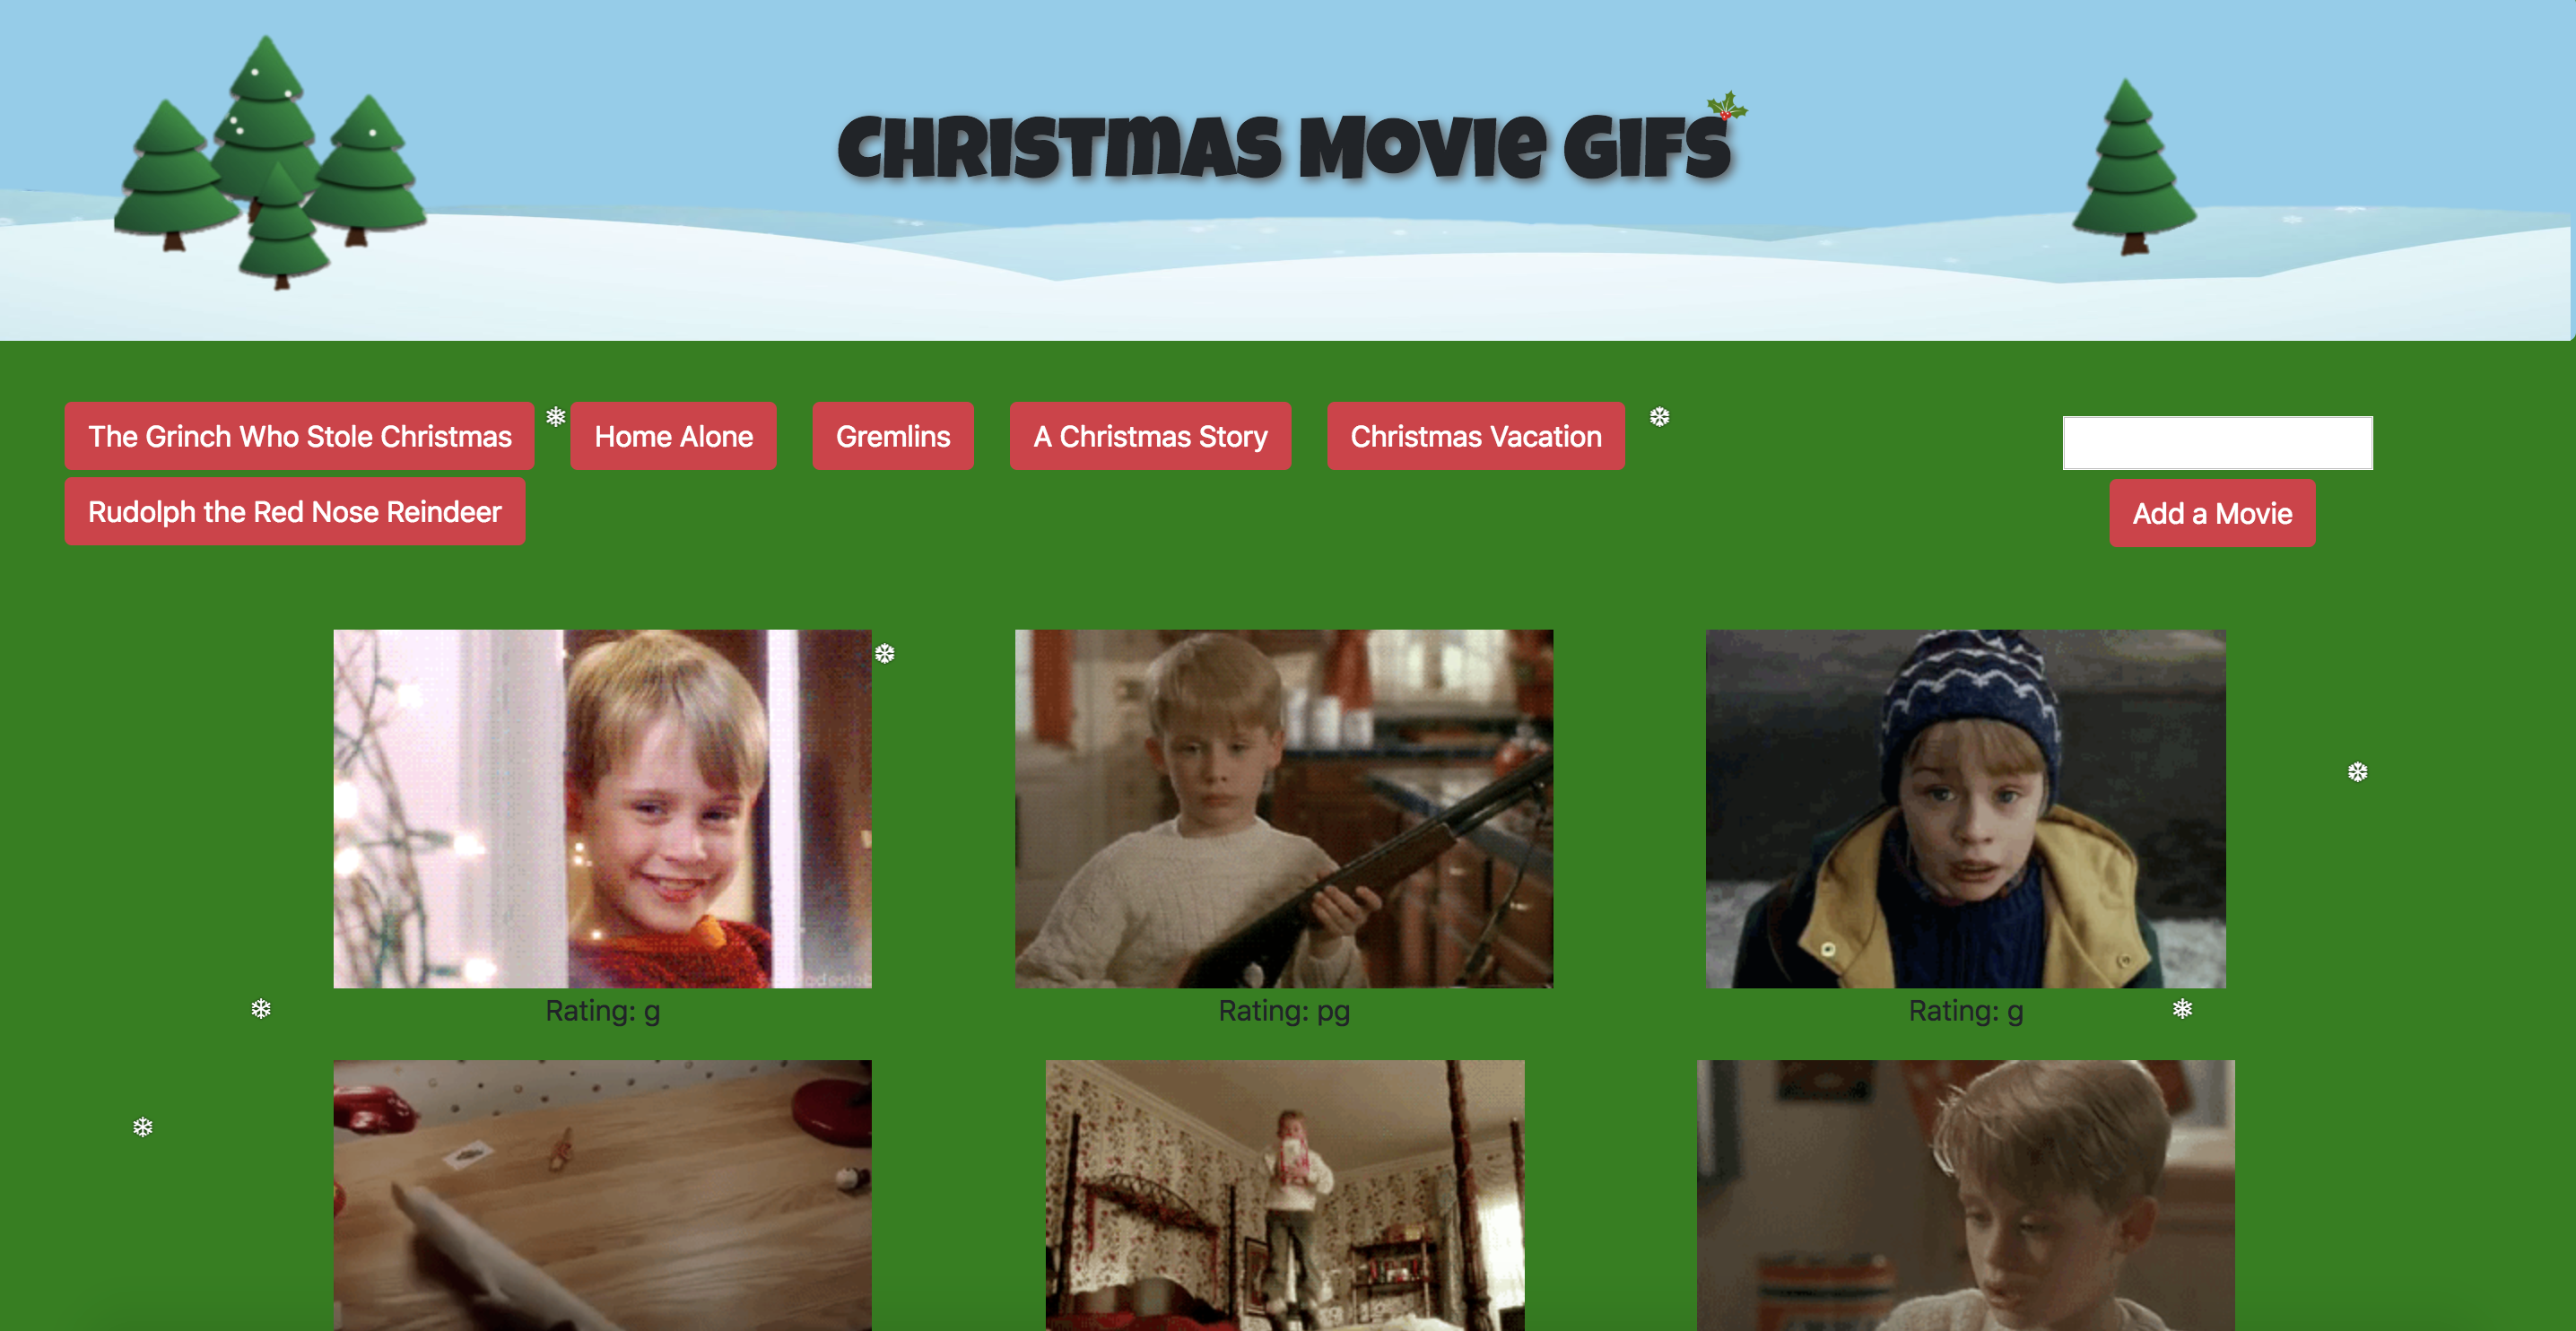 CHRISTMAS MOVIE GIFS
The Grinch Who Stole Christmas
Home Alone
Gremlins
A Christmas Story
Christmas Vacation
Rudolph the Red Nose Reindeer
Add a Movie
Rating: g
Rating: pg
Rating: g